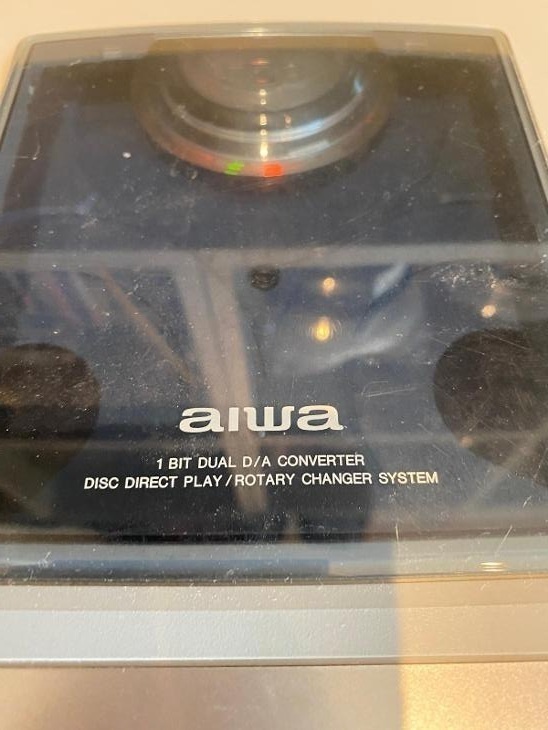 aiwa
1 BIT DUAL D/A CONVERTER
DISC DIRECT PLAY/ROTARY CHANGER SYSTEM